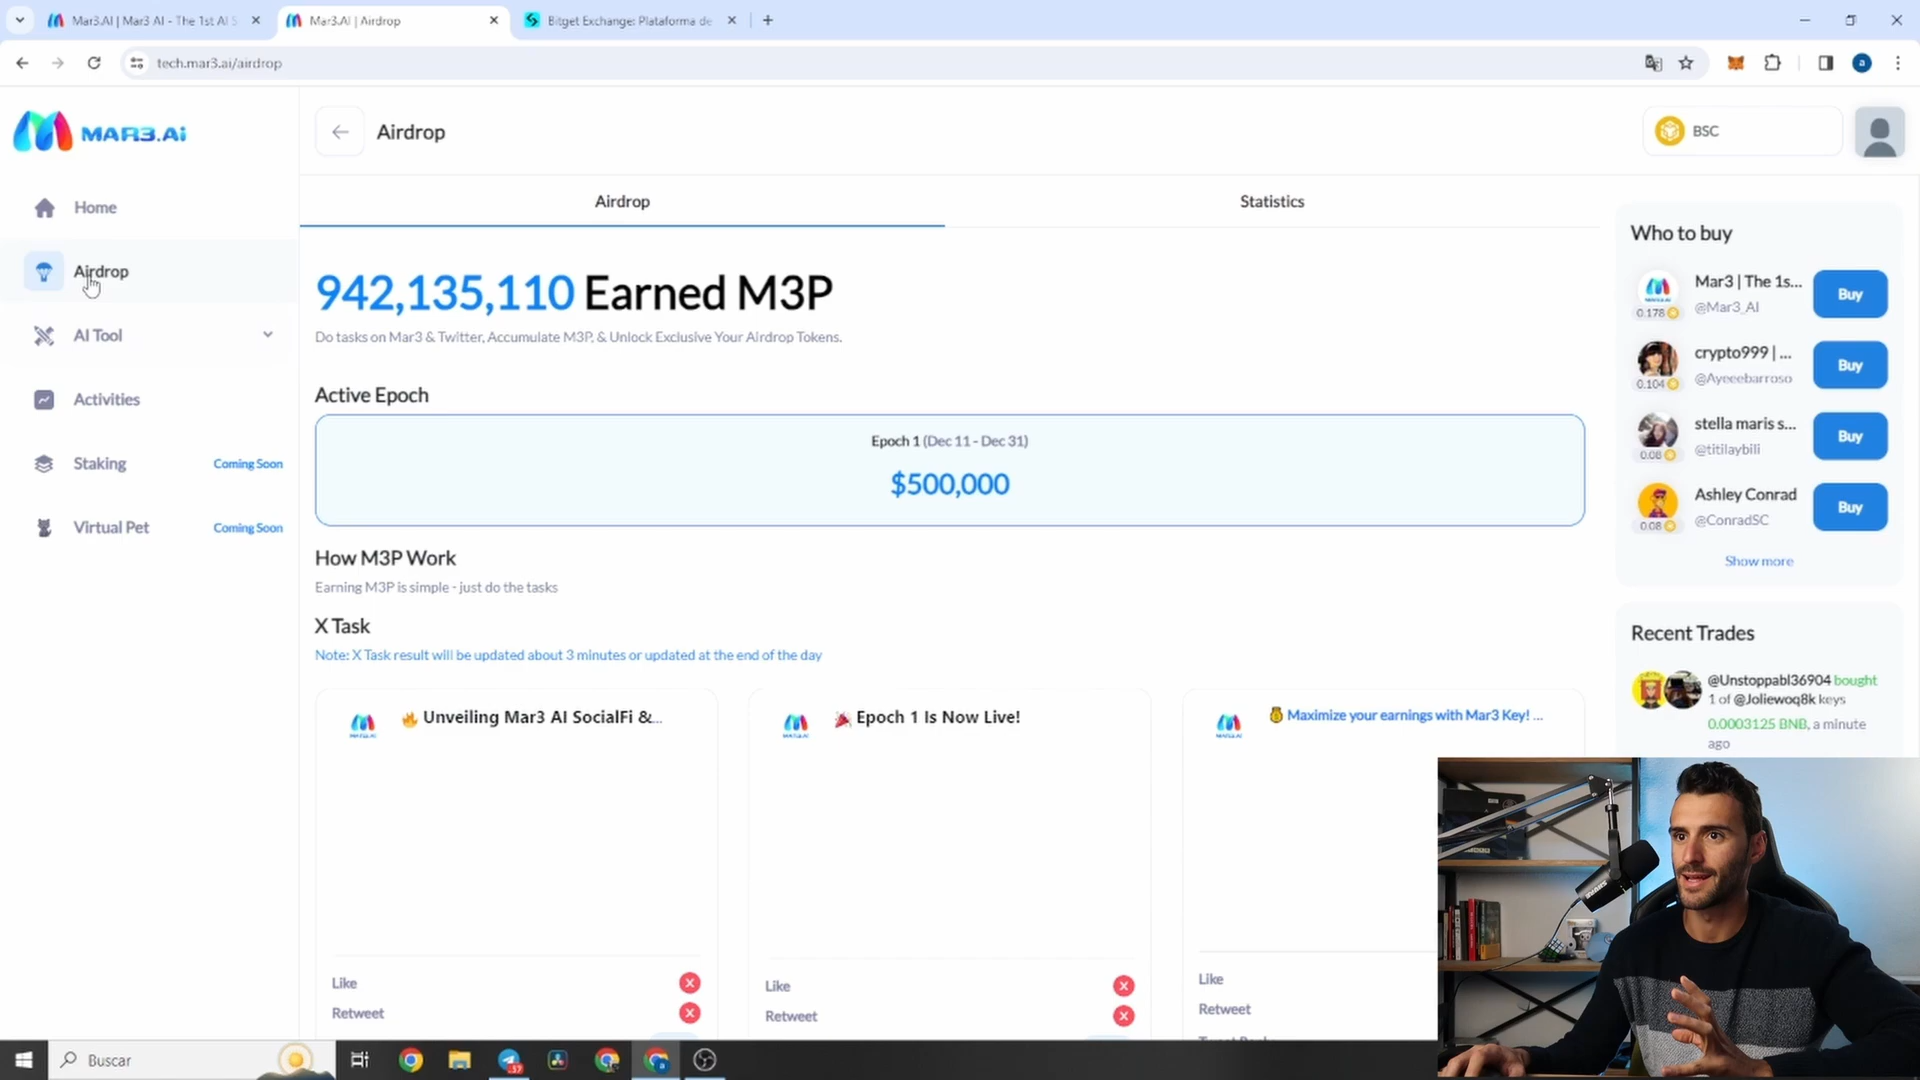 Mar3.AI | Mar3 AI - The 1st AI S
Mar3.AI | Airdrop
Bitget Exchange: Plataforma de
tech.mar3.ai/airdrop
a
MAR3.Ai
Home
Airdrop
AI Tool
Activities
Staking
Coming Soon
Virtual Pet
Coming Soon
Airdrop
BSC
Airdrop
Statistics
942,135,110 Earned M3P
Do tasks on Mar3 & Twitter, Accumulate M3P, & Unlock Exclusive Your Airdrop Tokens.
Active Epoch
Epoch 1 (Dec 11 - Dec 31)
$500,000
How M3P Work
Earning M3P is simple - just do the tasks
X Task
Note: X Task result will be updated about 3 minutes or updated at the end of the day
🔥 Unveiling Mar3 AI SocialFi &...
Like
Retweet
🎉 Epoch 1 Is Now Live!
Like
Retweet
💰 Maximize your earnings with Mar3 Key! ...
Like
Retweet
Who to buy
Mar3 | The 1s...
@Mar3_AI
0.178
Buy
crypto999 | ...
@Ayeeebarroso
0.104
Buy
stella maris s...
@titilaybili
0.08
Buy
Ashley Conrad
@ConradSC
0.08
Buy
Show more
Recent Trades
@Unstoppabl36904 bought
1 of @Joliewoq8k keys
0.0003125 BNB, a minute
ago
Buscar
37